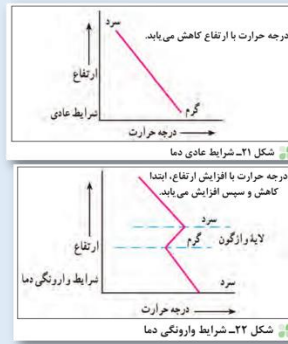 درجه حرارت با ارتفاع کاهش می‌یابد.
سرد
ارتفاع
گرم
شرایط عادی
درجه حرارت
شکل ۲۱ـ شرایط عادی دما
درجه حرارت با افزایش ارتفاع، ابتدا
کاهش و سپس افزایش می‌یابد.
سرد
گرم
لایهٔ واژگون
ارتفاع
شرایط وارونگی دما
سرد
درجه حرارت
شکل ۲۲ـ شرایط وارونگی دما